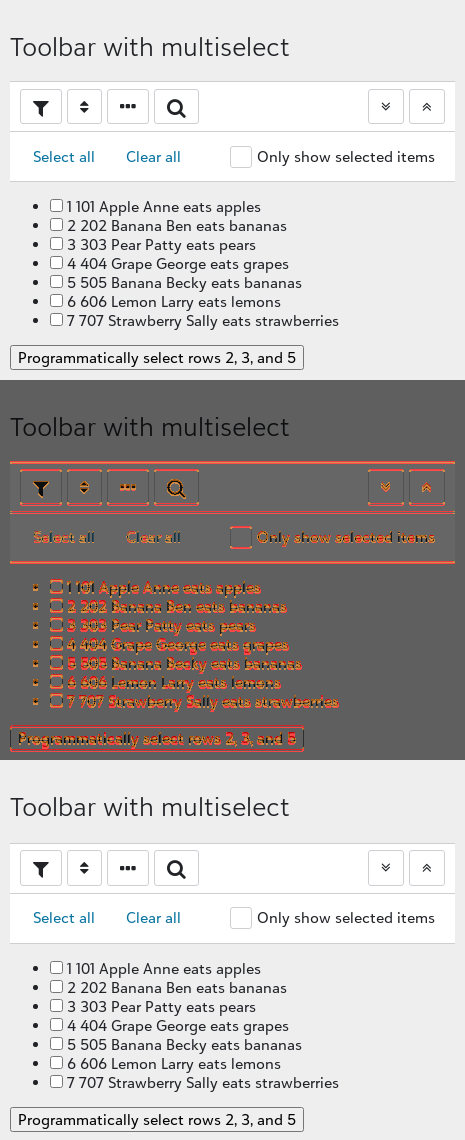 Toolbar with multiselect
Select all Clear all Only show selected items
1 101 Apple Anne eats apples
2 202 Banana Ben eats bananas
3 303 Pear Patty eats pears
4 404 Grape George eats grapes
5 505 Banana Becky eats bananas
6 606 Lemon Larry eats lemons
7 707 Strawberry Sally eats strawberries
Programmatically select rows 2, 3, and 5
Toolbar with multiselect
Select all Clear all Only show selected items
1 101 Apple Anne eats apples
2 202 Banana Ben eats bananas
3 303 Pear Patty eats pears
4 404 Grape George eats grapes
5 505 Banana Becky eats bananas
6 606 Lemon Larry eats lemons
7 707 Strawberry Sally eats strawberries
Programmatically select rows 2, 3, and 5
Toolbar with multiselect
Select all Clear all Only show selected items
1 101 Apple Anne eats apples
2 202 Banana Ben eats bananas
3 303 Pear Patty eats pears
4 404 Grape George eats grapes
5 505 Banana Becky eats bananas
6 606 Lemon Larry eats lemons
7 707 Strawberry Sally eats strawberries
Programmatically select rows 2, 3, and 5